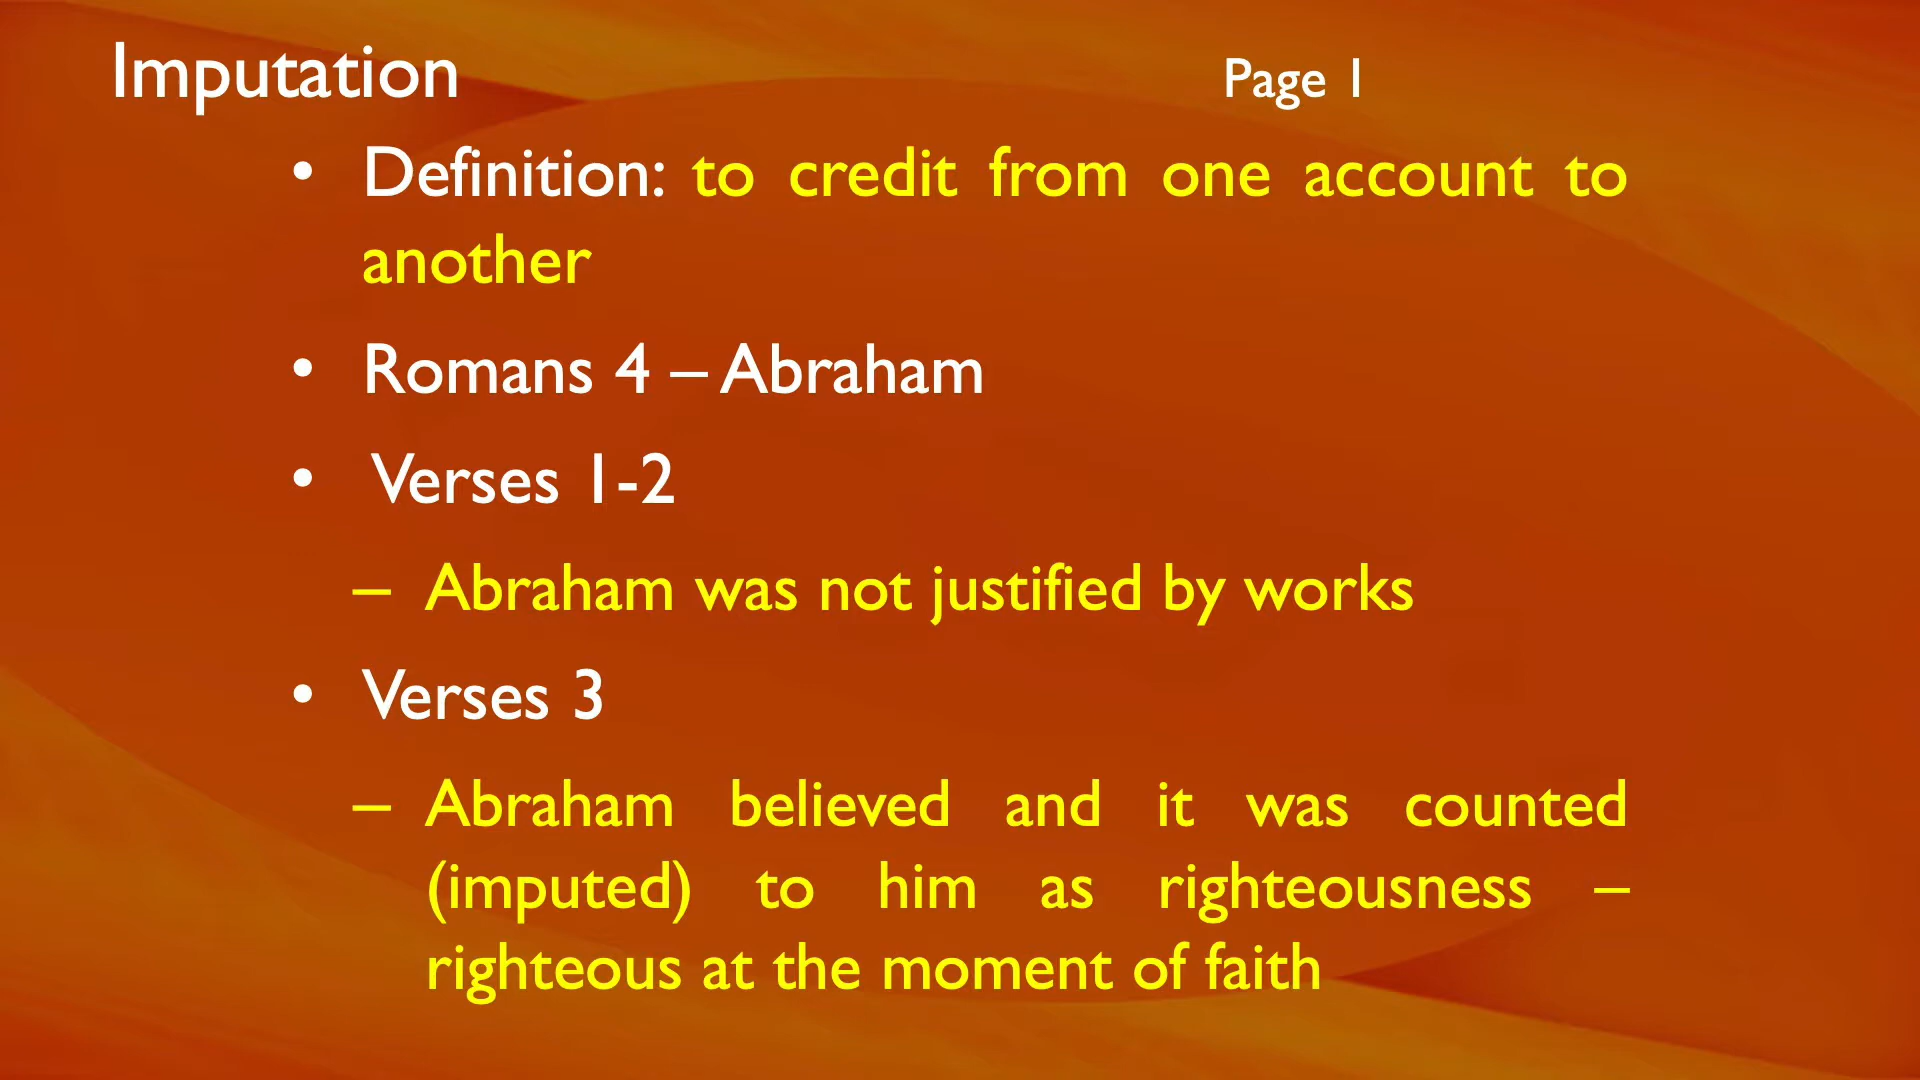 Imputation
Page 1
• Definition: to credit from one account to
another
• Romans 4 – Abraham
• Verses 1-2
– Abraham was not justified by works
• Verses 3
– Abraham believed and it was counted
(imputed) to him as righteousness –
righteous at the moment of faith